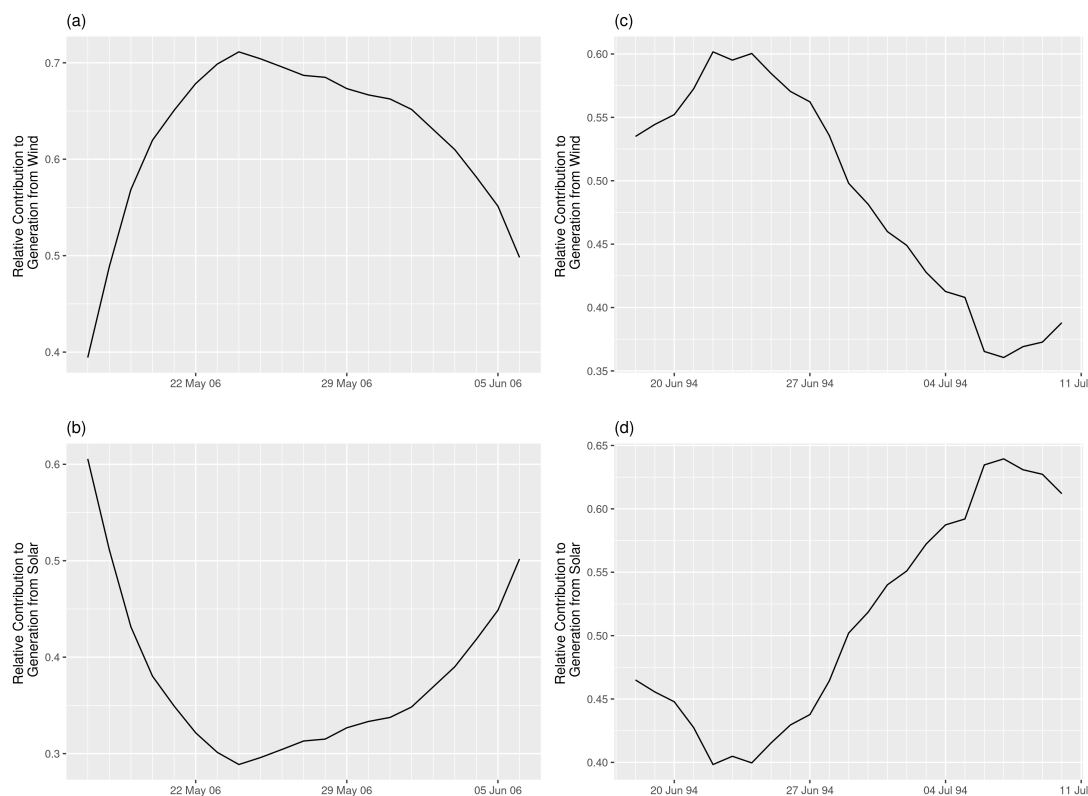 (a)
Relative Contribution to
Generation from Wind
0.7
0.6
0.5
0.4
22 May 06
29 May 06
05 Jun 06
(c)
Relative Contribution to
Generation from Wind
0.60
0.55
0.50
0.45
0.40
0.35
20 Jun 94
27 Jun 94
04 Jul 94
11 Jul
(b)
Relative Contribution to
Generation from Solar
0.6
0.5
0.4
0.3
22 May 06
29 May 06
05 Jun 06
(d)
Relative Contribution to
Generation from Solar
0.65
0.60
0.55
0.50
0.45
0.40
20 Jun 94
27 Jun 94
04 Jul 94
11 Jul